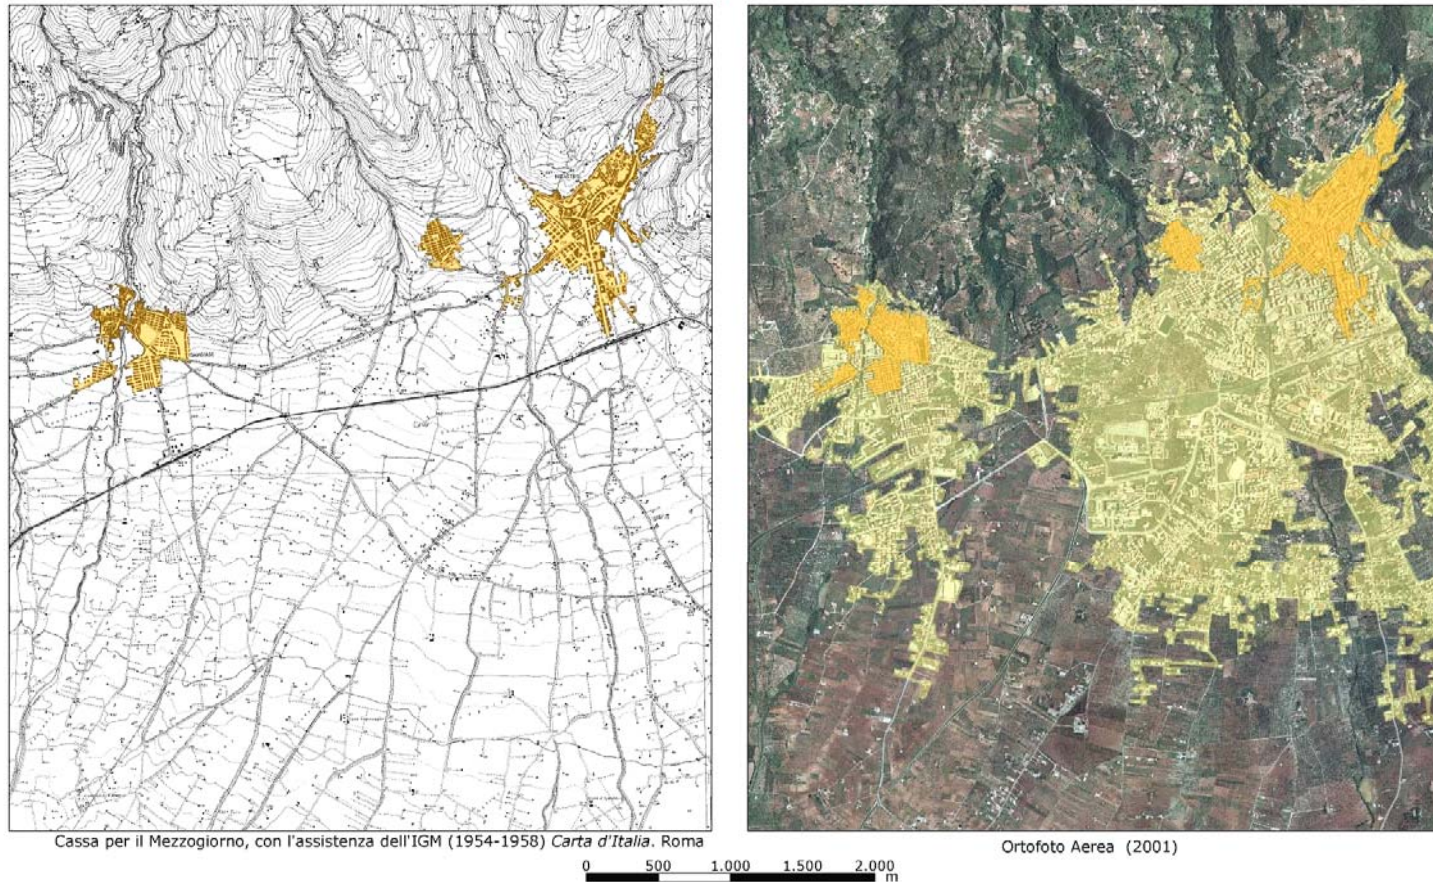 Cassa per il Mezzogiorno, con l'assistenza dell'IGM (1954-1958) Carta d'Italia. Roma
Ortofoto Aerea (2001)
0 500 1.000 1.500 2.000
m